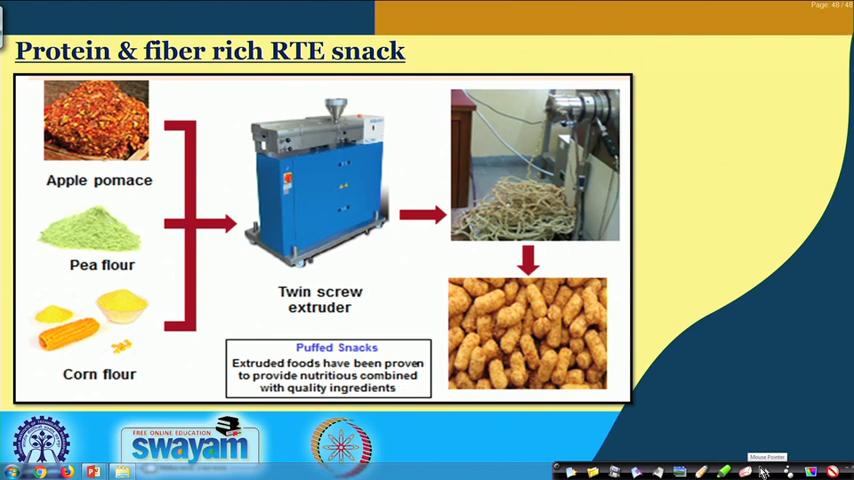 Page: 48 / 48
Protein & fiber rich RTE snack
Apple pomace
Pea flour
Corn flour
Twin screw
extruder
Puffed Snacks
Extruded foods have been proven
to provide nutritious combined
with quality ingredients
FREE ONLINE EDUCATION
swayam
Mouse Pointer